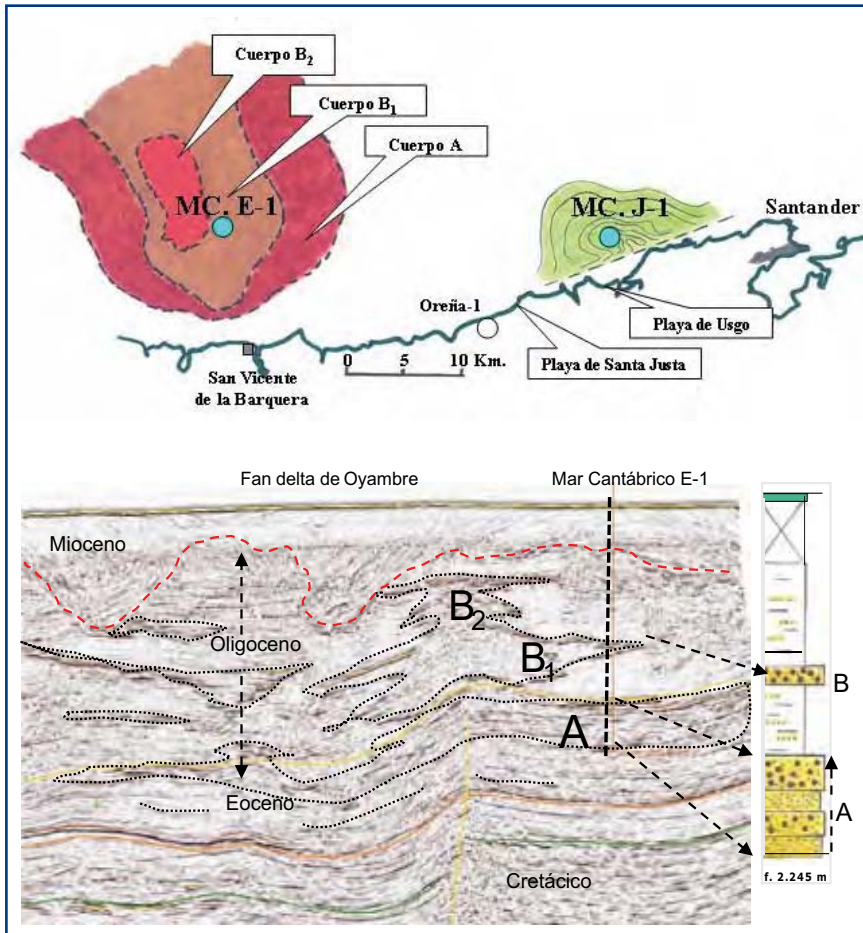 Cuerpo B₂
Cuerpo B₁
Cuerpo A
MC. E-1
MC. J-1
Santander
Oreña-1
Playa de Usgo
0 5 10 Km.
Playa de Santa Justa
San Vicente
de la Barquera
Fan delta de Oyambre
Mar Cantábrico E-1
Mioceno
B₂
Oligoceno
B₁
B
A
Eoceno
A
Cretácico
f. 2.245 m